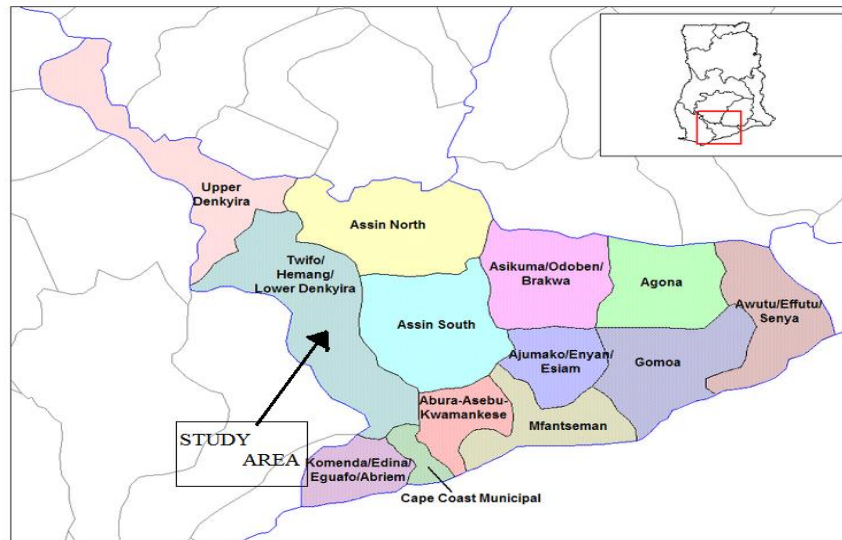 Upper
Denkyira
Assin North
Twifo/
Hemang/
Lower Denkyira
Asikuma/Odoben/
Brakwa
Agona
Awutu/Effutu/
Senya
Assin South
Ajumako/Enyan/
Esiam
Gomoa
Abura-Asebu-
Kwamankese
Mfantseman
STUDY
AREA
Komenda/Edina/
Eguafo/Abriem
Cape Coast Municipal